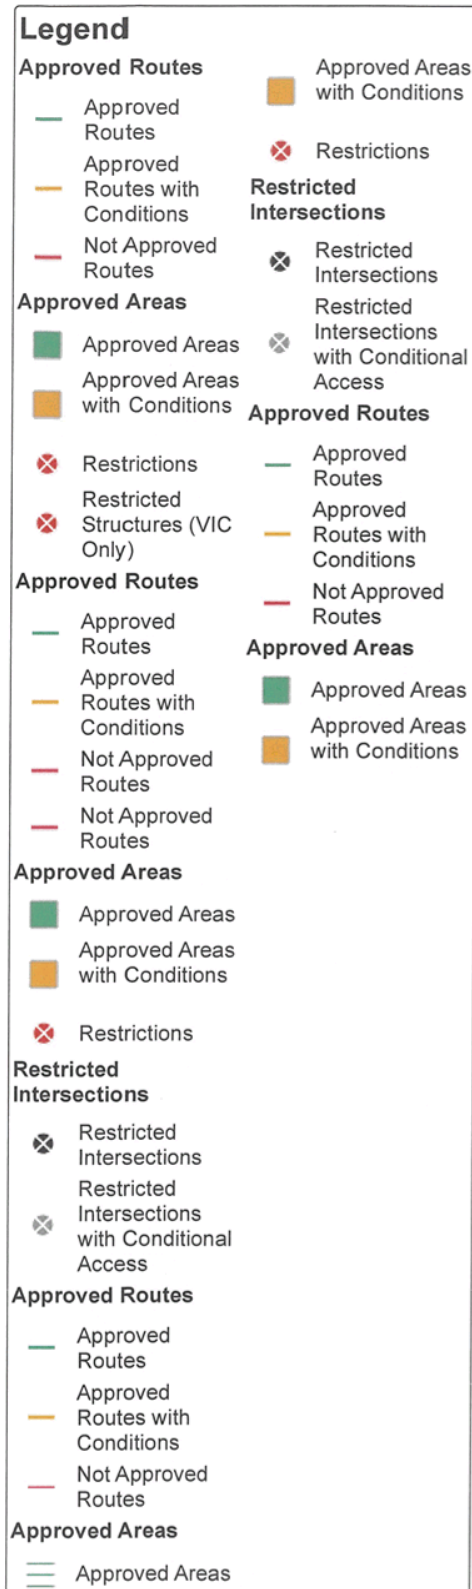 Legend
Approved Routes
Approved
Routes
Approved
Routes with
Conditions
Not Approved
Routes
Approved Areas
Approved Areas
Approved Areas
with Conditions
Restrictions
Restricted
Structures (VIC
Only)
Approved Routes
Approved
Routes
Approved
Routes with
Conditions
Not Approved
Routes
Not Approved
Routes
Approved Areas
Approved Areas
Approved Areas
with Conditions
Restrictions
Restricted
Intersections
Restricted
Intersections
Restricted
Intersections
with Conditional
Access
Approved Routes
Approved
Routes
Approved
Routes with
Conditions
Not Approved
Routes
Approved Areas
Approved Areas
Approved Areas
with Conditions
Restrictions
Restricted
Intersections
Restricted
Intersections
Restricted
Intersections
with Conditional
Access
Approved Routes
Approved
Routes
Approved
Routes with
Conditions
Not Approved
Routes
Approved Areas
Approved Areas
Approved Areas
with Conditions